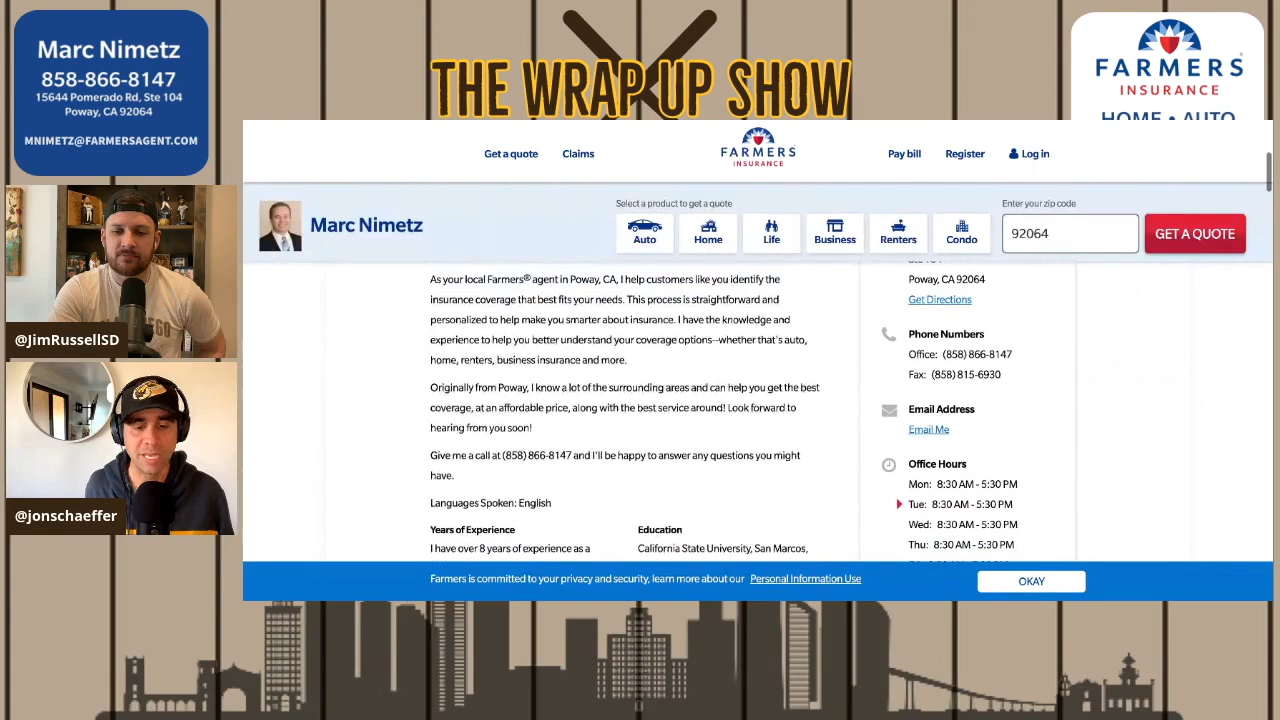 Marc Nimetz
858-866-8147
15644 Pomerado Rd, Ste 104
Poway, CA 92064
MNIMETZ@FARMERSAGENT.COM
THE WRAP UP SHOW
FARMERS
INSURANCE
HOME • AUTO
Get a quote
Claims
FARMERS
INSURANCE
Pay bill
Register
Log in
Marc Nimetz
Select a product to get a quote
Auto
Home
Life
Business
Renters
Condo
Enter your zip code
92064
GET A QUOTE
As your local Farmers® agent in Poway, CA, I help customers like you identify the
insurance coverage that best fits your needs. This process is straightforward and
personalized to help make you smarter about insurance. I have the knowledge and
experience to help you better understand your coverage options--whether that's auto,
home, renters, business insurance and more.
Originally from Poway, I know a lot of the surrounding areas and can help you get the best
coverage, at an affordable price, along with the best service around! Look forward to
hearing from you soon!
Give me a call at (858) 866-8147 and I'll be happy to answer any questions you might
have.
Languages Spoken: English
Years of Experience
I have over 8 years of experience as a
Education
California State University, San Marcos,
Poway, CA 92064
Get Directions
Phone Numbers
Office: (858) 866-8147
Fax: (858) 815-6930
Email Address
Email Me
Office Hours
Mon: 8:30 AM - 5:30 PM
Tue: 8:30 AM - 5:30 PM
Wed: 8:30 AM - 5:30 PM
Thu: 8:30 AM - 5:30 PM
Farmers is committed to your privacy and security, learn more about our Personal Information Use
OKAY
@JimRussellSD
@jonschaeffer